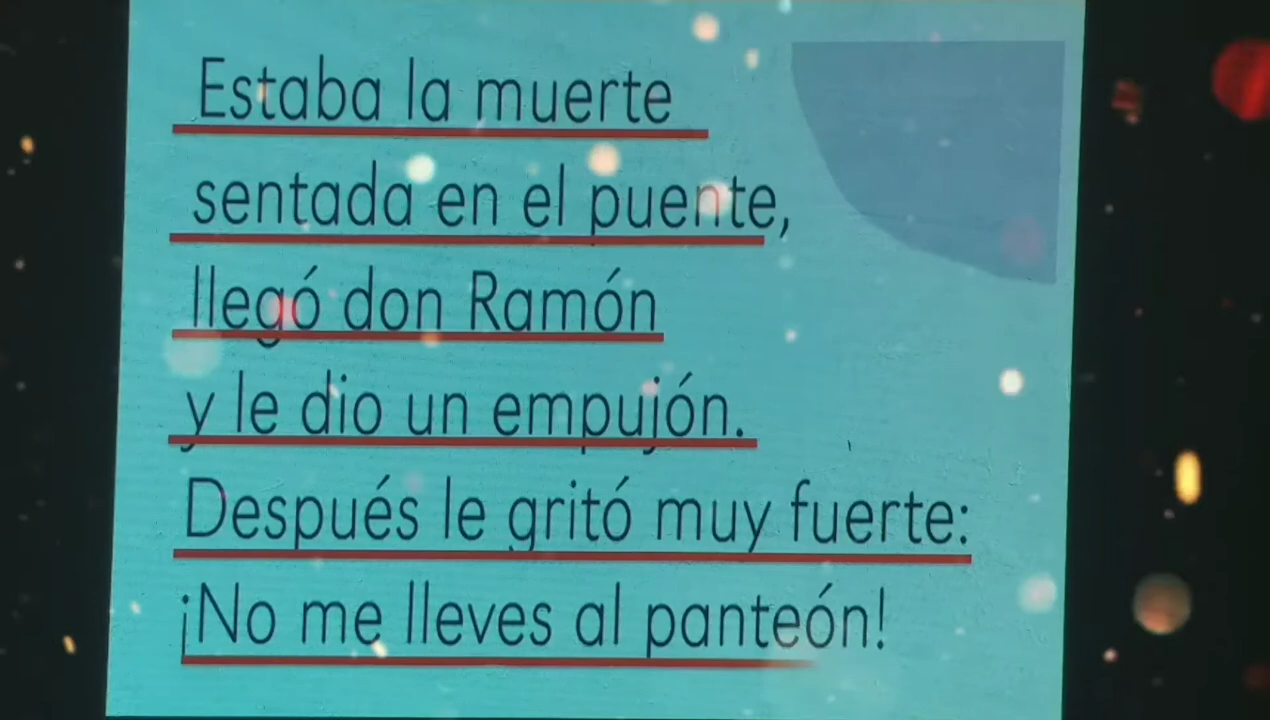 Estaba la muerte
sentada en el puente,
llegó don Ramón
y le dio un empujón.
Después le gritó muy fuerte:
¡No me lleves al panteón!